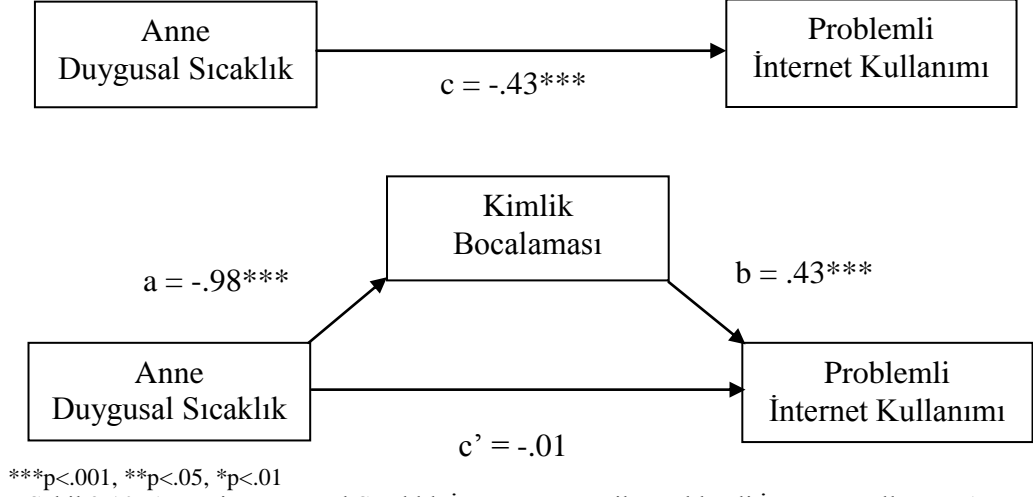 Anne
Duygusal Sıcaklık
Problemli
İnternet Kullanımı
c = -.43***
Kimlik
Bocalaması
a = -.98***
b = .43***
Anne
Duygusal Sıcaklık
Problemli
İnternet Kullanımı
c’ = -.01
***p<.001, **p<.05, *p<.01